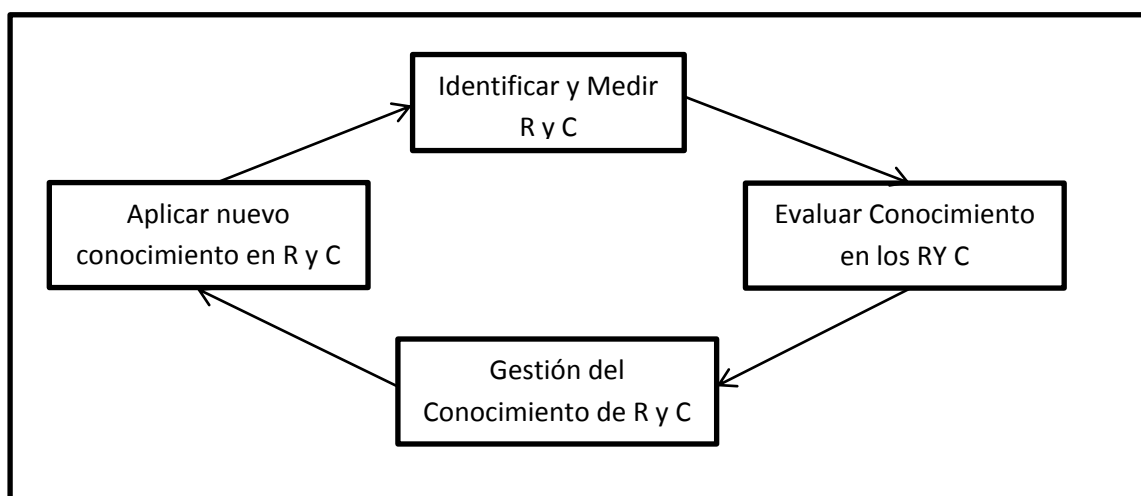 Identificar y Medir
R y C
Aplicar nuevo
conocimiento en R y C
Evaluar Conocimiento
en los RY C
Gestión del
Conocimiento de R y C